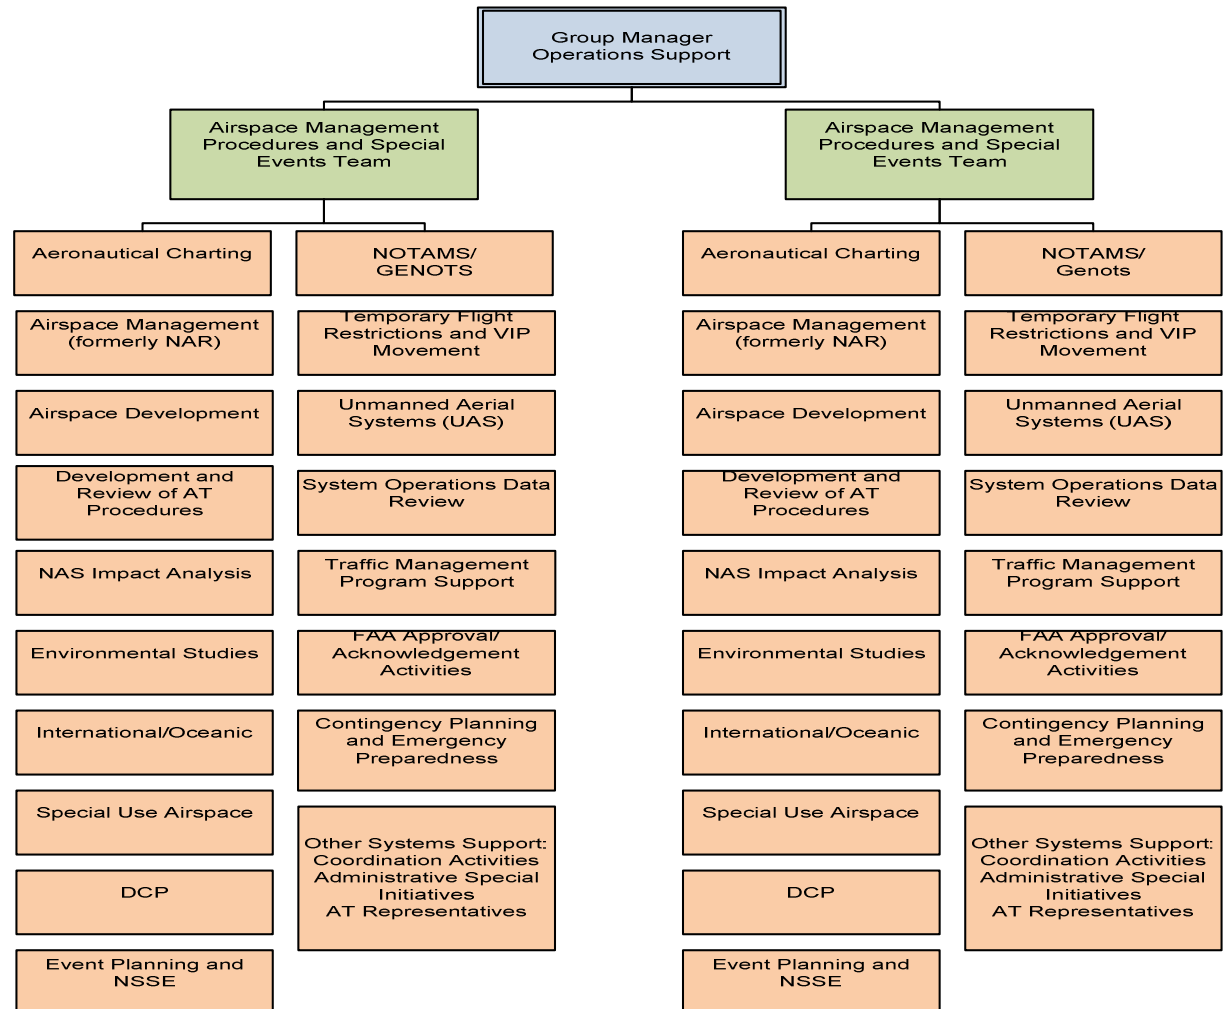 Group Manager
Operations Support
Airspace Management
Procedures and Special
Events Team
Airspace Management
Procedures and Special
Events Team
Aeronautical Charting
NOTAMS/
GENOTS
Aeronautical Charting
NOTAMS/
Genots
Airspace Management
(formerly NAR)
Temporary Flight
Restrictions and VIP
Movement
Airspace Management
(formerly NAR)
Temporary Flight
Restrictions and VIP
Movement
Airspace Development
Unmanned Aerial
Systems (UAS)
Airspace Development
Unmanned Aerial
Systems (UAS)
Development and
Review of AT
Procedures
System Operations Data
Review
Development and
Review of AT
Procedures
System Operations Data
Review
NAS Impact Analysis
Traffic Management
Program Support
NAS Impact Analysis
Traffic Management
Program Support
Environmental Studies
FAA Approval/
Acknowledgement
Activities
Environmental Studies
FAA Approval/
Acknowledgement
Activities
International/Oceanic
Contingency Planning
and Emergency
Preparedness
International/Oceanic
Contingency Planning
and Emergency
Preparedness
Special Use Airspace
Other Systems Support:
Coordination Activities
Administrative Special
Initiatives
AT Representatives
Special Use Airspace
Other Systems Support:
Coordination Activities
Administrative Special
Initiatives
AT Representatives
DCP
DCP
Event Planning and
NSSE
Event Planning and
NSSE